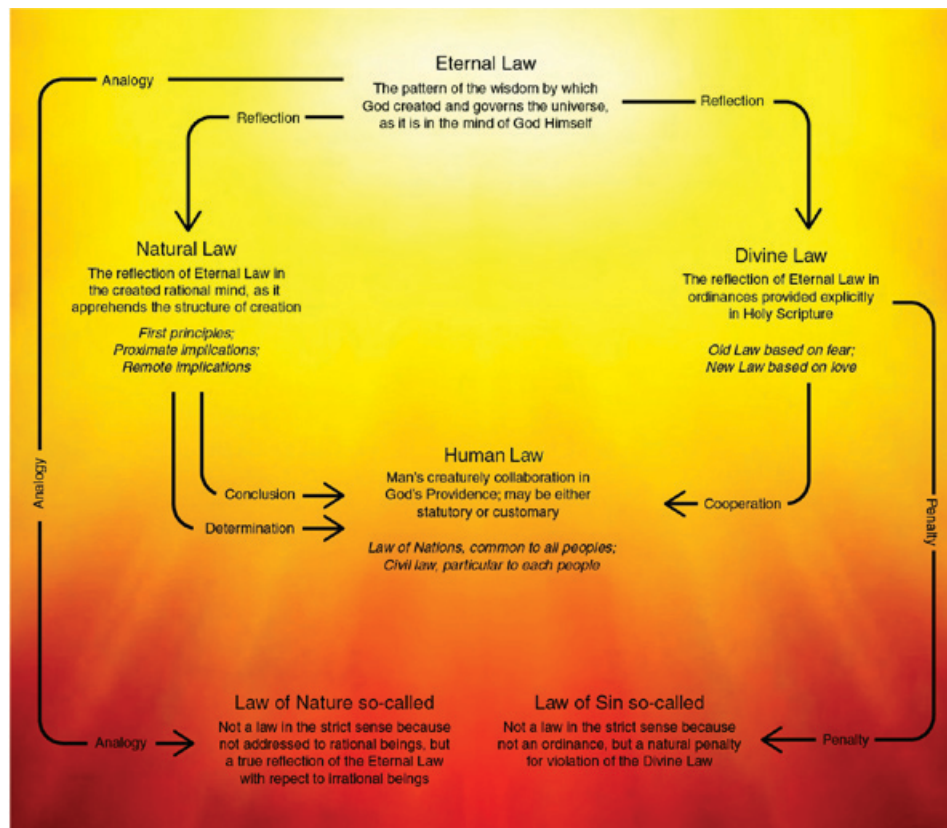 Eternal Law
Analogy
The pattern of the wisdom by which
God created and governs the universe,
as it is in the mind of God Himself
Reflection
Reflection
Natural Law
The reflection of Eternal Law in
the created rational mind, as it
apprehends the structure of creation
First principles;
Proximate implications;
Remote Implications
Divine Law
The reflection of Eternal Law in
ordinances provided explicitly
in Holy Scripture
Old Law based on fear;
New Law based on love
Human Law
Man's creaturely collaboration in
God's Providence; may be either
statutory or customary
Law of Nations, common to all peoples;
Civil law, particular to each people
Conclusion
Determination
Cooperation
Analogy
Penalty
Law of Nature so-called
Not a law in the strict sense because
not addressed to rational beings, but
a true reflection of the Eternal Law
with repect to irrational beings
Analogy
Law of Sin so-called
Not a law in the strict sense because
not an ordinance, but a natural penalty
for violation of the Divine Law
Penalty